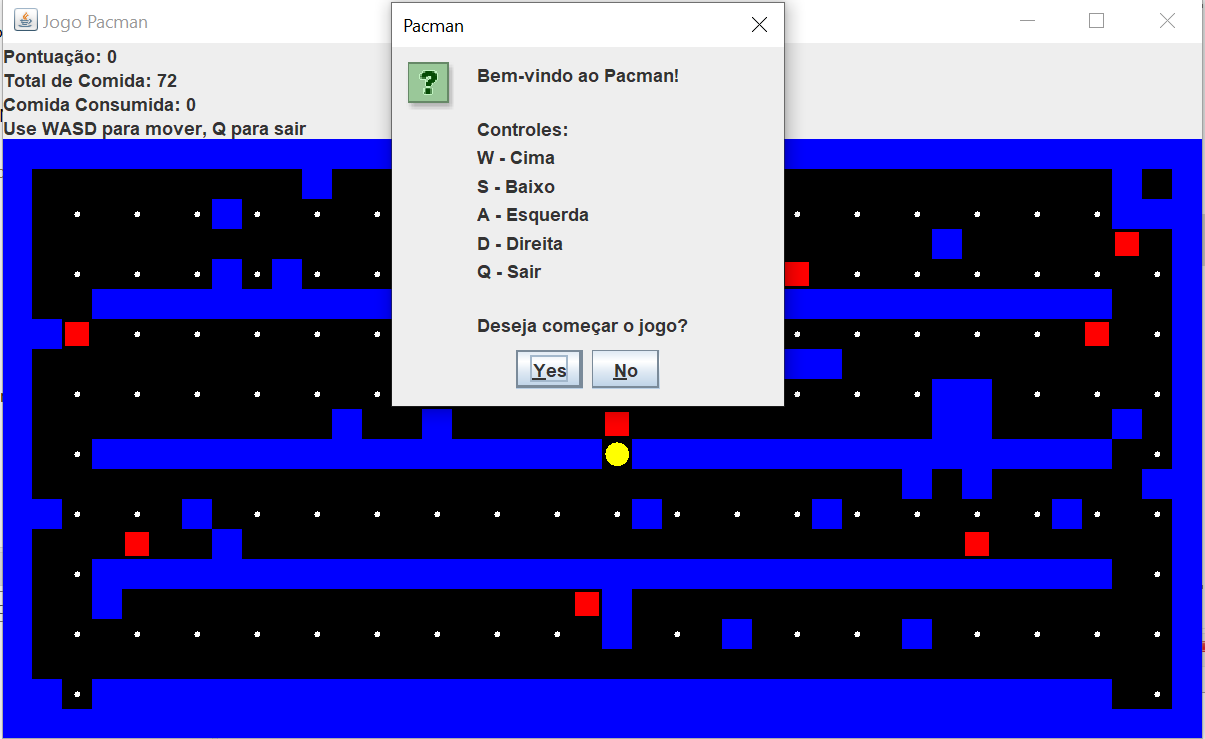 Jogo Pacman
Pontuação: 0
Total de Comida: 72
Comida Consumida: 0
Use WASD para mover, Q para sair
Pacman
?
Bem-vindo ao Pacman!
Controles:
W - Cima
S - Baixo
A - Esquerda
D - Direita
Q - Sair
Deseja começar o jogo?
Yes
No